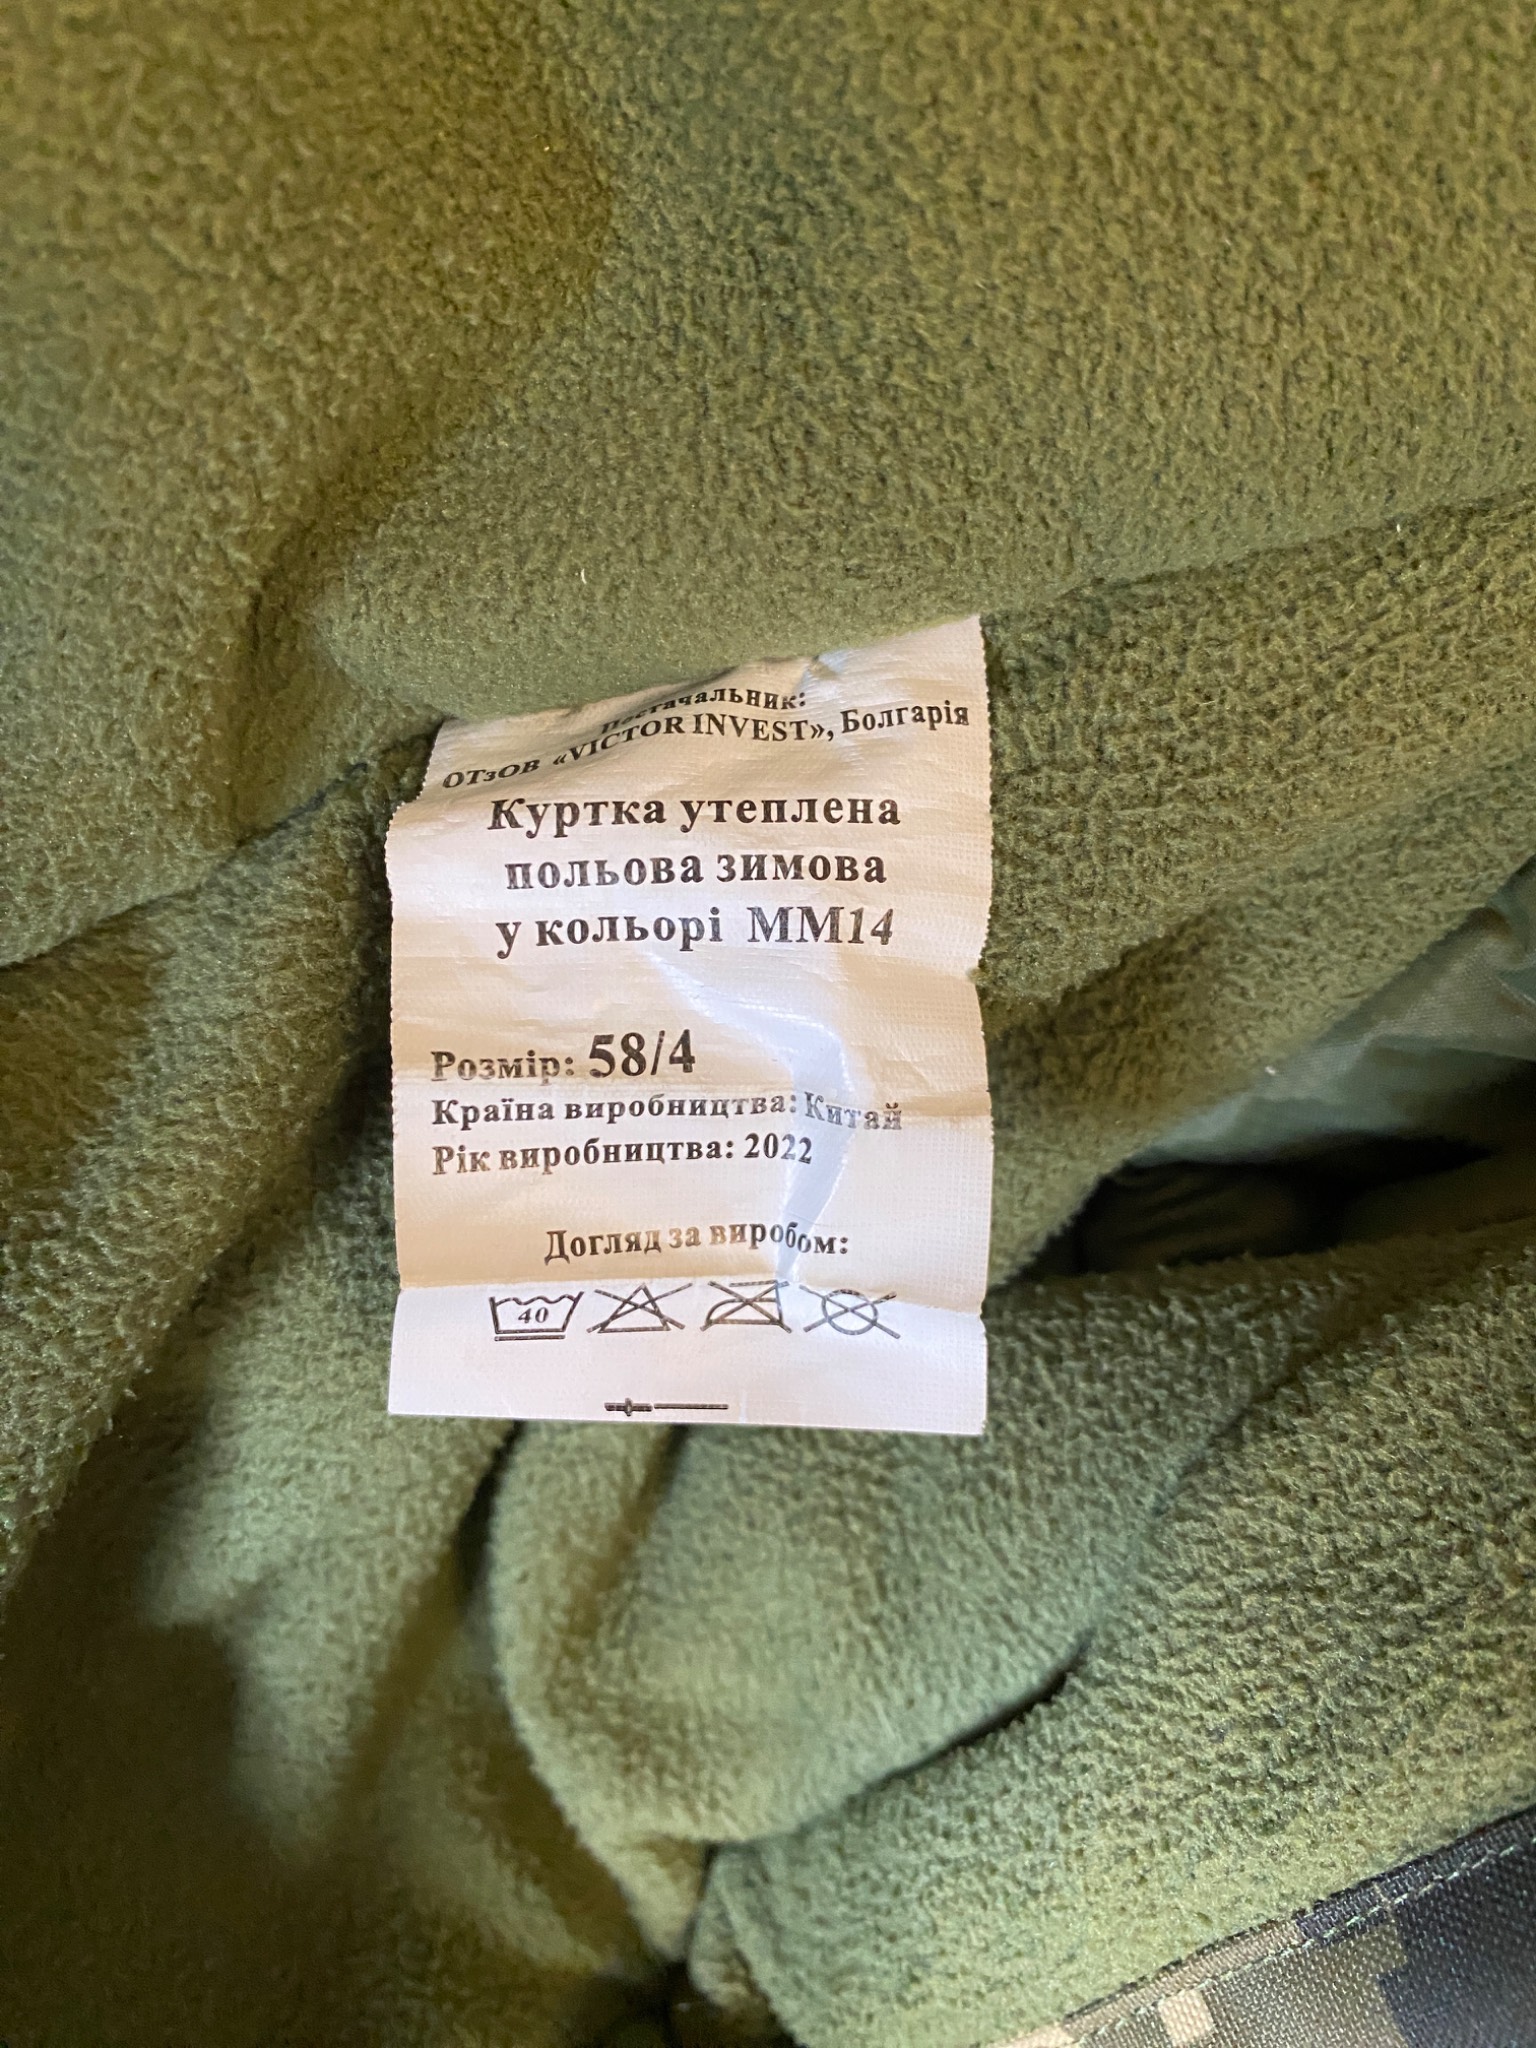 Постачальник:
ОТзОВ «VICTOR INVEST», Болгарія
Куртка утеплена
польова зимова
у кольорі ММ14
Розмір: 58/4
Країна виробництва: Китай
Рік виробництва: 2022
Догляд за виробом:
40